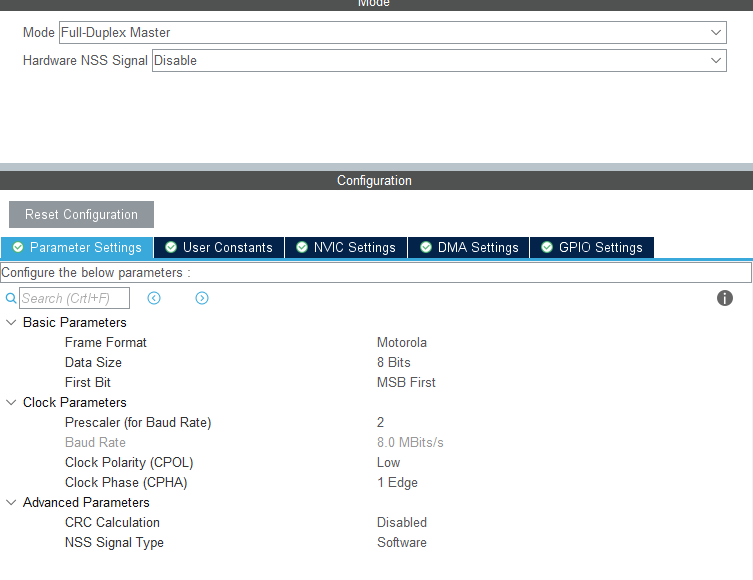 Mode
Mode Full-Duplex Master
Hardware NSS Signal Disable
Configuration
Reset Configuration
Parameter Settings User Constants NVIC Settings DMA Settings GPIO Settings
Configure the below parameters :
Search (Crtl+F)
Basic Parameters
Frame Format Motorola
Data Size 8 Bits
First Bit MSB First
Clock Parameters
Prescaler (for Baud Rate) 2
Baud Rate 8.0 MBits/s
Clock Polarity (CPOL) Low
Clock Phase (CPHA) 1 Edge
Advanced Parameters
CRC Calculation Disabled
NSS Signal Type Software